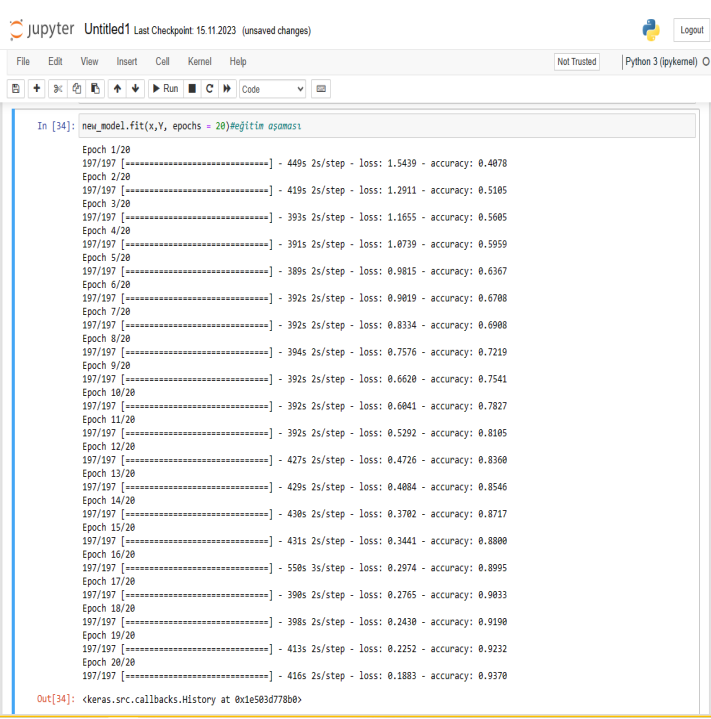 jupyter Untitled1 Last Checkpoint: 15.11.2023 (unsaved changes)
Logout
File Edit View Insert Cell Kernel Help
Not Trusted Python 3 (ipykernel)
Run Code
In [34]: new_model.fit(x,Y, epochs = 20)#eğitim aşaması
Epoch 1/20
197/197 [==============================] - 449s 2s/step - loss: 1.5439 - accuracy: 0.4078
Epoch 2/20
197/197 [==============================] - 419s 2s/step - loss: 1.2911 - accuracy: 0.5105
Epoch 3/20
197/197 [==============================] - 393s 2s/step - loss: 1.1655 - accuracy: 0.5605
Epoch 4/20
197/197 [==============================] - 391s 2s/step - loss: 1.0739 - accuracy: 0.5959
Epoch 5/20
197/197 [==============================] - 389s 2s/step - loss: 0.9815 - accuracy: 0.6367
Epoch 6/20
197/197 [==============================] - 392s 2s/step - loss: 0.9019 - accuracy: 0.6708
Epoch 7/20
197/197 [==============================] - 392s 2s/step - loss: 0.8334 - accuracy: 0.6908
Epoch 8/20
197/197 [==============================] - 394s 2s/step - loss: 0.7576 - accuracy: 0.7219
Epoch 9/20
197/197 [==============================] - 392s 2s/step - loss: 0.6620 - accuracy: 0.7541
Epoch 10/20
197/197 [==============================] - 392s 2s/step - loss: 0.6041 - accuracy: 0.7827
Epoch 11/20
197/197 [==============================] - 392s 2s/step - loss: 0.5292 - accuracy: 0.8105
Epoch 12/20
197/197 [==============================] - 427s 2s/step - loss: 0.4726 - accuracy: 0.8360
Epoch 13/20
197/197 [==============================] - 429s 2s/step - loss: 0.4084 - accuracy: 0.8546
Epoch 14/20
197/197 [==============================] - 430s 2s/step - loss: 0.3702 - accuracy: 0.8717
Epoch 15/20
197/197 [==============================] - 431s 2s/step - loss: 0.3441 - accuracy: 0.8800
Epoch 16/20
197/197 [==============================] - 550s 3s/step - loss: 0.2974 - accuracy: 0.8995
Epoch 17/20
197/197 [==============================] - 390s 2s/step - loss: 0.2765 - accuracy: 0.9033
Epoch 18/20
197/197 [==============================] - 398s 2s/step - loss: 0.2430 - accuracy: 0.9190
Epoch 19/20
197/197 [==============================] - 413s 2s/step - loss: 0.2252 - accuracy: 0.9232
Epoch 20/20
197/197 [==============================] - 416s 2s/step - loss: 0.1883 - accuracy: 0.9370
Out[34]: <keras.src.callbacks.History at 0x1e503d778b0>